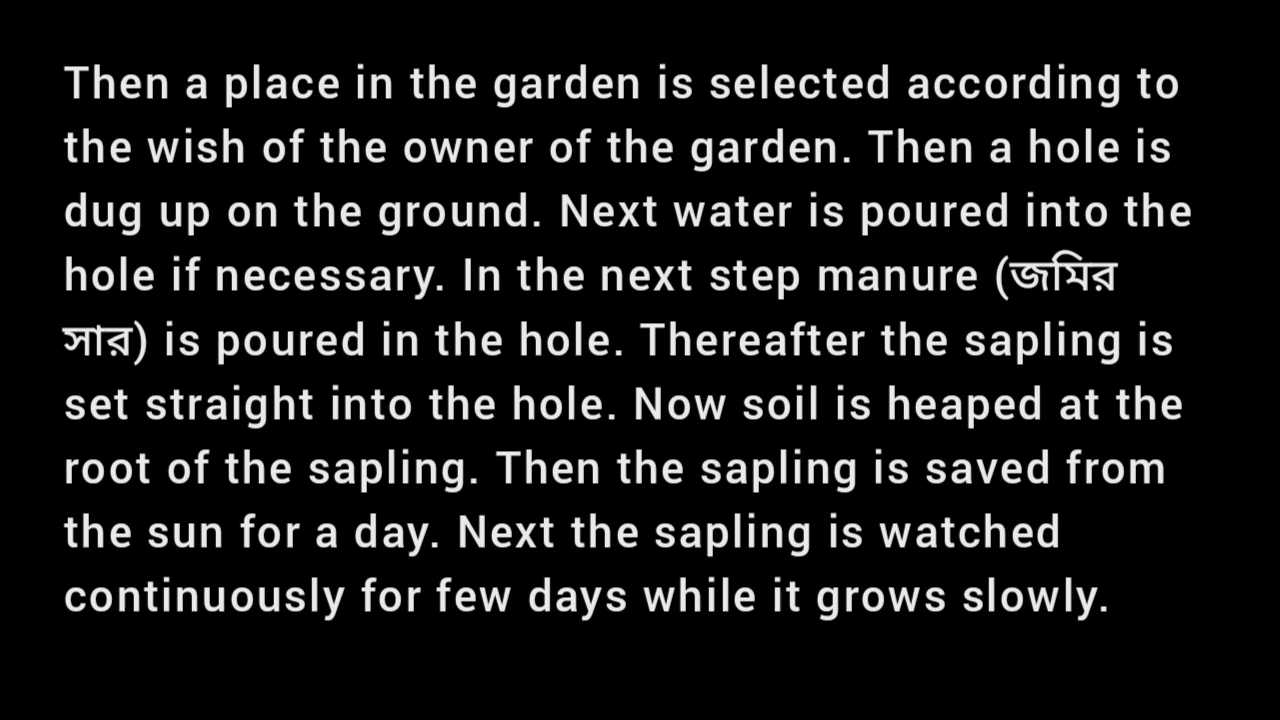 Then a place in the garden is selected according to
the wish of the owner of the garden. Then a hole is
dug up on the ground. Next water is poured into the
hole if necessary. In the next step manure (জমির
সার) is poured in the hole. Thereafter the sapling is
set straight into the hole. Now soil is heaped at the
root of the sapling. Then the sapling is saved from
the sun for a day. Next the sapling is watched
continuously for few days while it grows slowly.